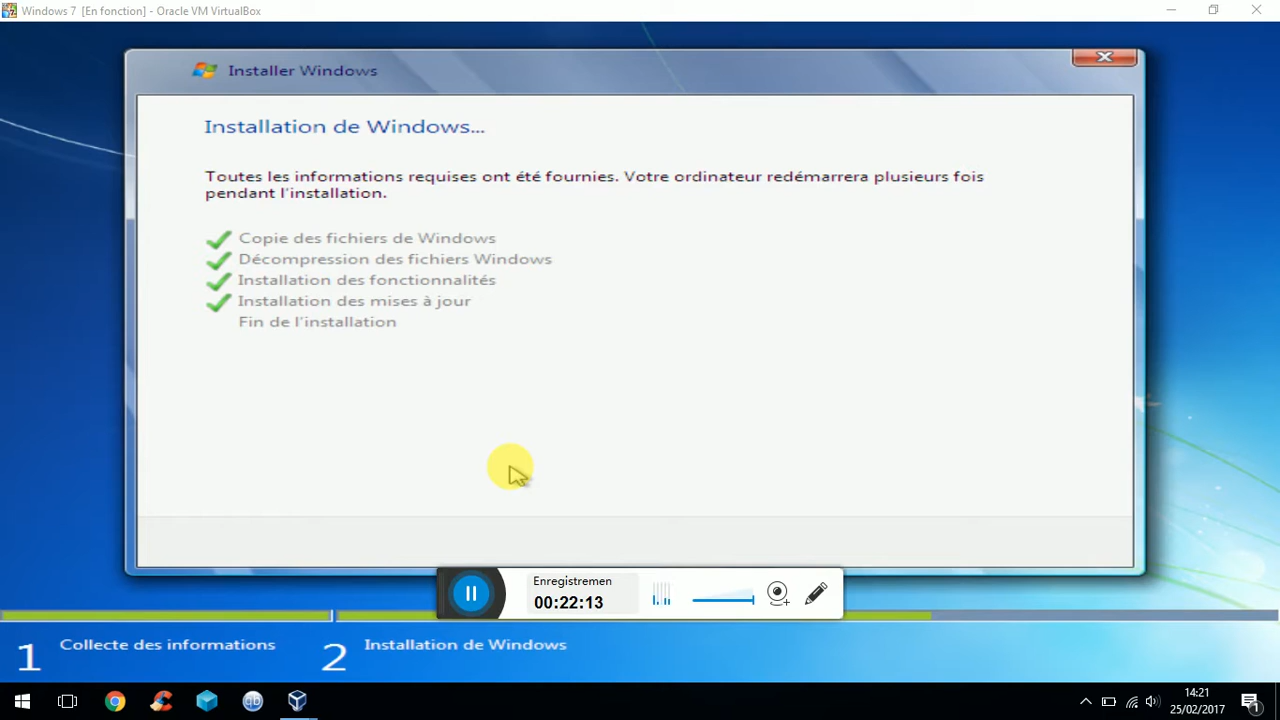 Windows 7 [En fonction] - Oracle VM VirtualBox
Installer Windows
Installation de Windows...
Toutes les informations requises ont été fournies. Votre ordinateur redémarrera plusieurs fois
pendant l'installation.
Copie des fichiers de Windows
Décompression des fichiers Windows
Installation des fonctionnalités
Installation des mises à jour
Fin de l'installation
Enregistremen
00:22:13
1 Collecte des informations
2 Installation de Windows
14:21
25/02/2017
1